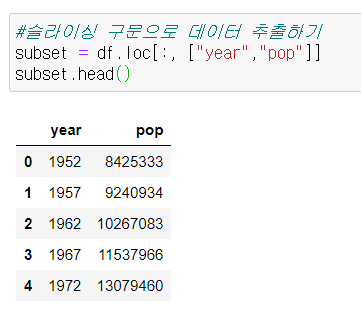 #슬라이싱 구문으로 데이터 추출하기
subset = df.loc[:, ["year","pop"]]
subset.head()
year pop
0 1952 8425333
1 1957 9240934
2 1962 10267083
3 1967 11537966
4 1972 13079460